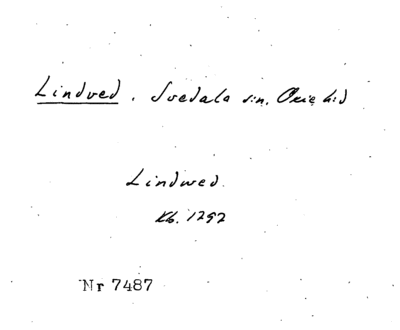 Lindved. Svedala sn. Oxie hd
Lindwed.
Kb. 1292
Nr 7487